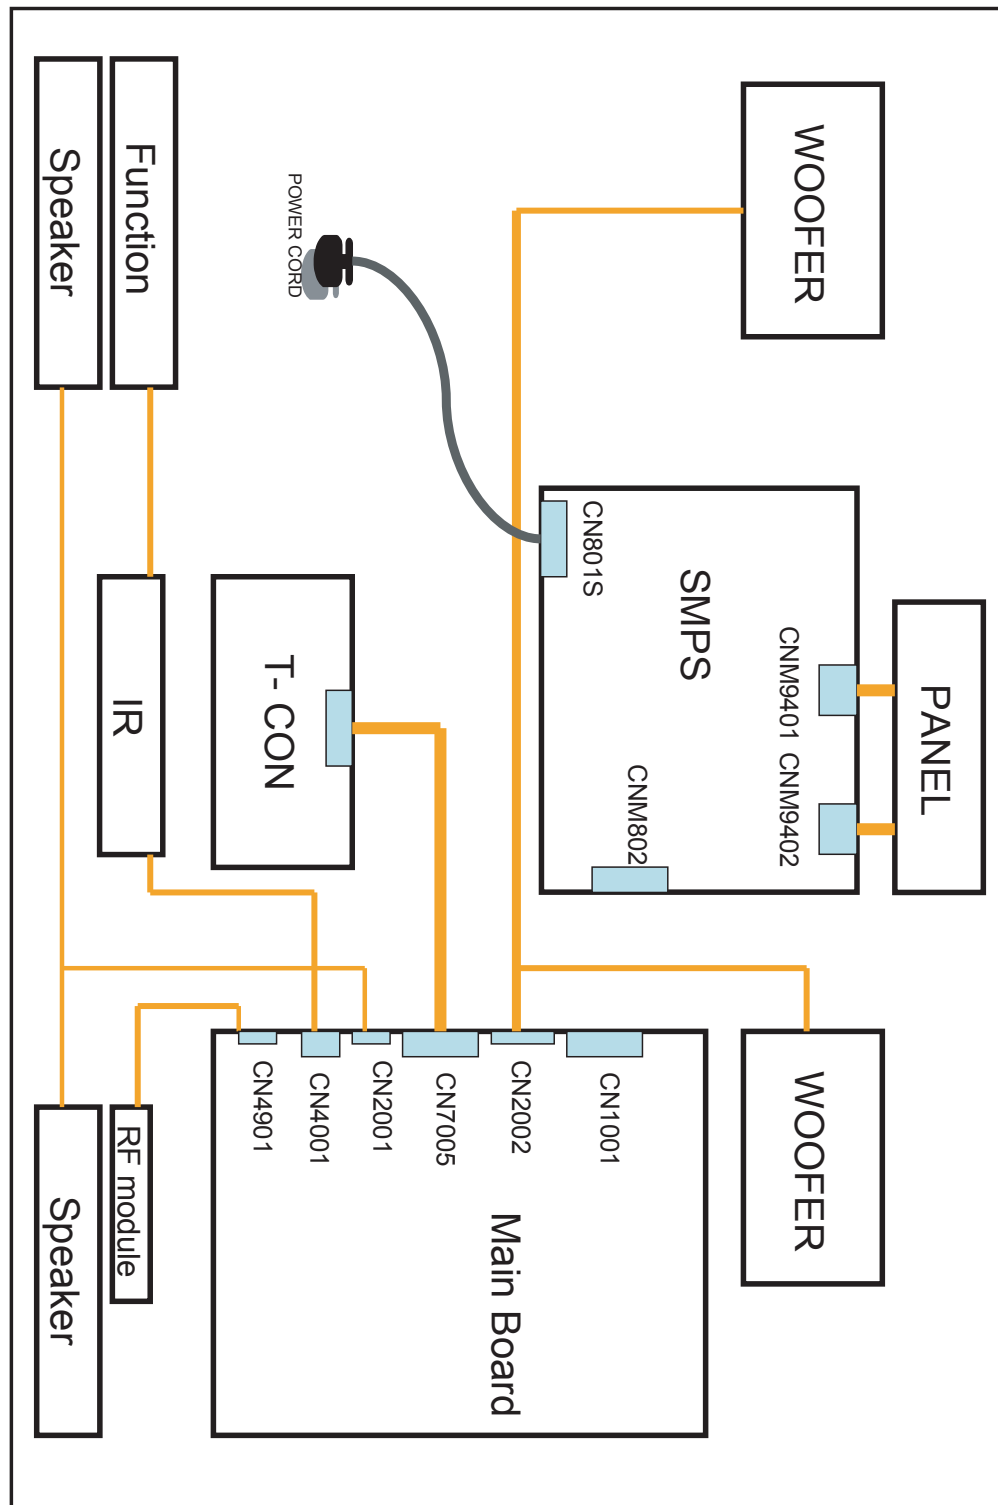 WOOFER
PANEL
SMPS
CNM9401
CNM9402
CN801S
CNM802
WOOFER
POWER CORD
T- CON
Main Board
CN1001
CN2002
CN7005
CN2001
CN4001
CN4901
Function
IR
RF module
Speaker
Speaker